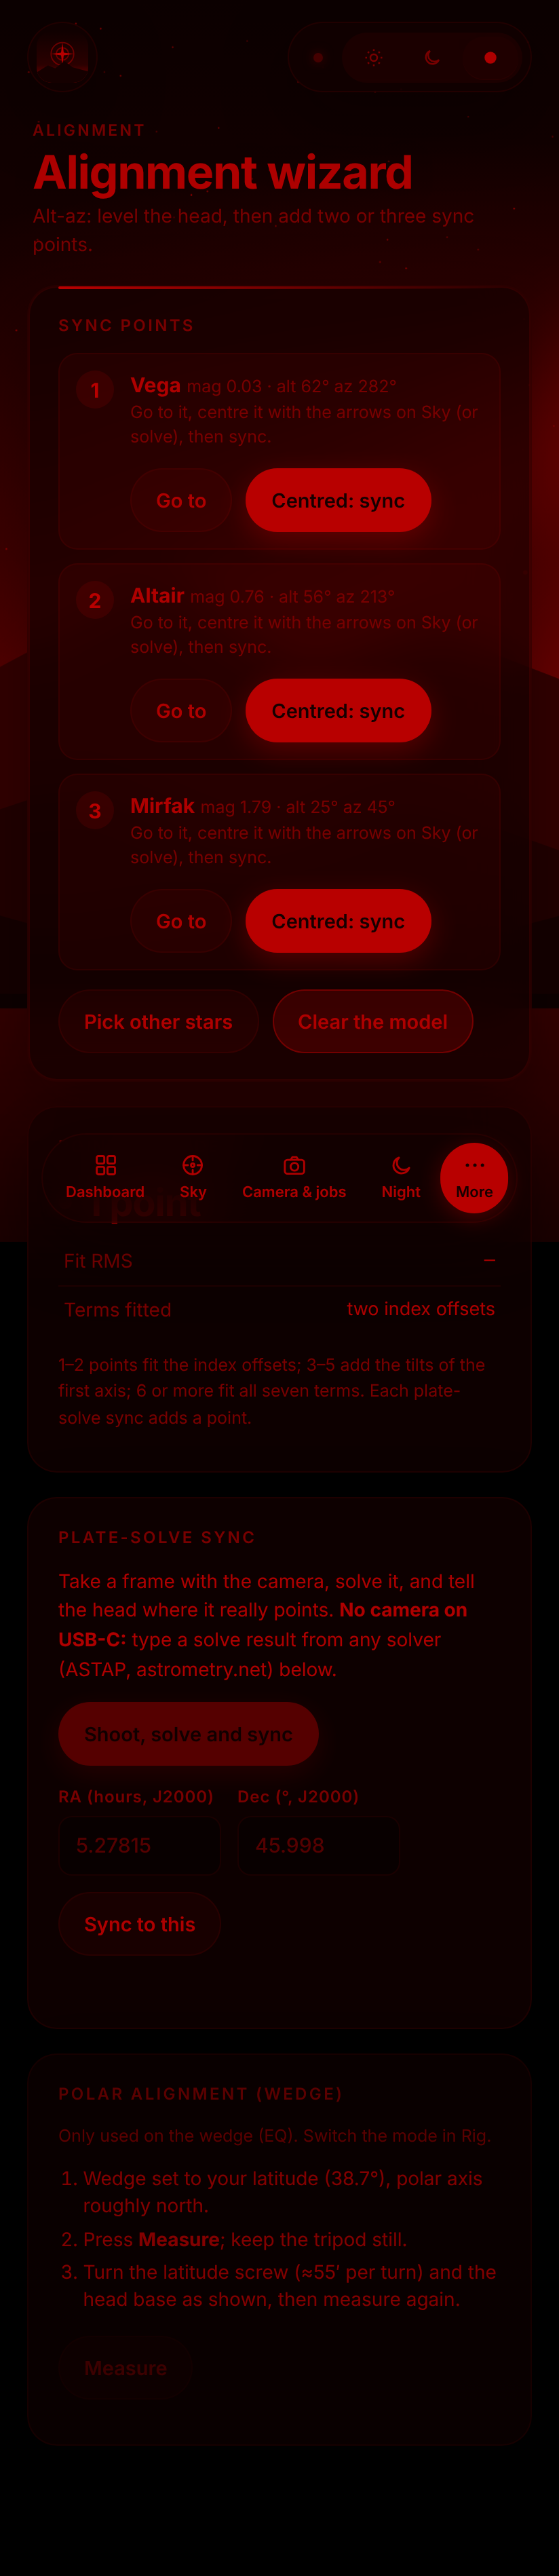 ALIGNMENT
Alignment wizard
Alt-az: level the head, then add two or three sync
points.
SYNC POINTS
1
Vega mag 0.03 · alt 62° az 282°
Go to it, centre it with the arrows on Sky (or
solve), then sync.
Go to
Centred: sync
2
Altair mag 0.76 · alt 56° az 213°
Go to it, centre it with the arrows on Sky (or
solve), then sync.
Go to
Centred: sync
3
Mirfak mag 1.79 · alt 25° az 45°
Go to it, centre it with the arrows on Sky (or
solve), then sync.
Go to
Centred: sync
Pick other stars
Clear the model
Dashboard
Sky
Camera & jobs
Night
More
Fit RMS
–
Terms fitted
two index offsets
1–2 points fit the index offsets; 3–5 add the tilts of the
first axis; 6 or more fit all seven terms. Each plate-
solve sync adds a point.
PLATE-SOLVE SYNC
Take a frame with the camera, solve it, and tell
the head where it really points. No camera on
USB-C: type a solve result from any solver
(ASTAP, astrometry.net) below.
Shoot, solve and sync
RA (hours, J2000)
Dec (°, J2000)
5.27815
45.998
Sync to this
POLAR ALIGNMENT (WEDGE)
Only used on the wedge (EQ). Switch the mode in Rig.
1. Wedge set to your latitude (38.7°), polar axis
roughly north.
2. Press Measure; keep the tripod still.
3. Turn the latitude screw (≈55′ per turn) and the
head base as shown, then measure again.
Measure